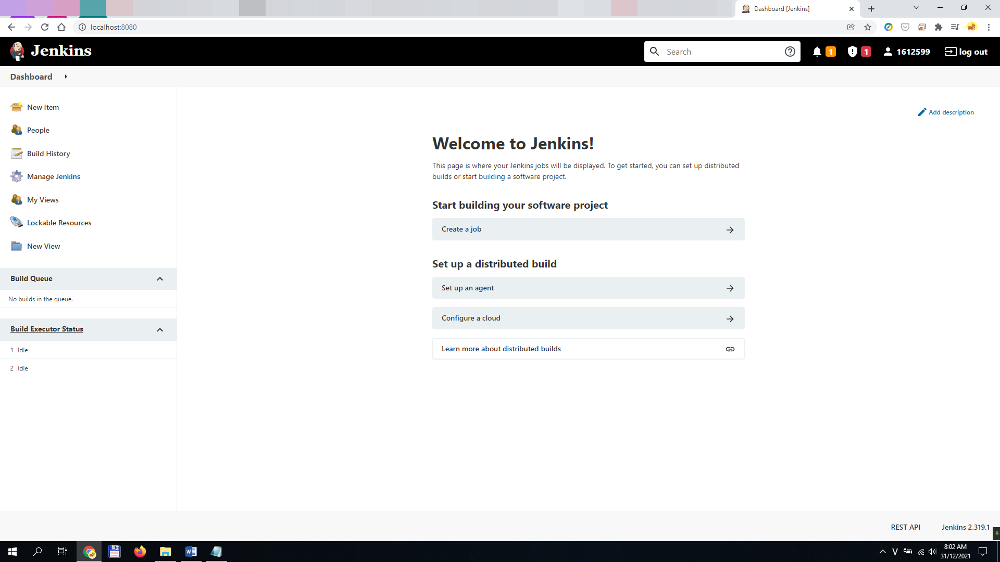 Dashboard [Jenkins]
localhost:8080
Jenkins
Search
1
1
1612599
log out
Dashboard
New Item
People
Build History
Manage Jenkins
My Views
Lockable Resources
New View
Build Queue
No builds in the queue.
Build Executor Status
1 Idle
2 Idle
Add description
Welcome to Jenkins!
This page is where your Jenkins jobs will be displayed. To get started, you can set up distributed
builds or start building a software project.
Start building your software project
Create a job
Set up a distributed build
Set up an agent
Configure a cloud
Learn more about distributed builds
REST API
Jenkins 2.319.1
V
8:02 AM
31/12/2021